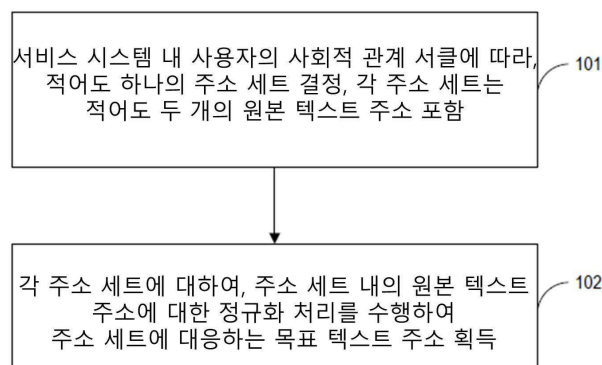 서비스 시스템 내 사용자의 사회적 관계 서클에 따라,
적어도 하나의 주소 세트 결정, 각 주소 세트는
적어도 두 개의 원본 텍스트 주소 포함
101
각 주소 세트에 대하여, 주소 세트 내의 원본 텍스트
주소에 대한 정규화 처리를 수행하여
주소 세트에 대응하는 목표 텍스트 주소 획득
102